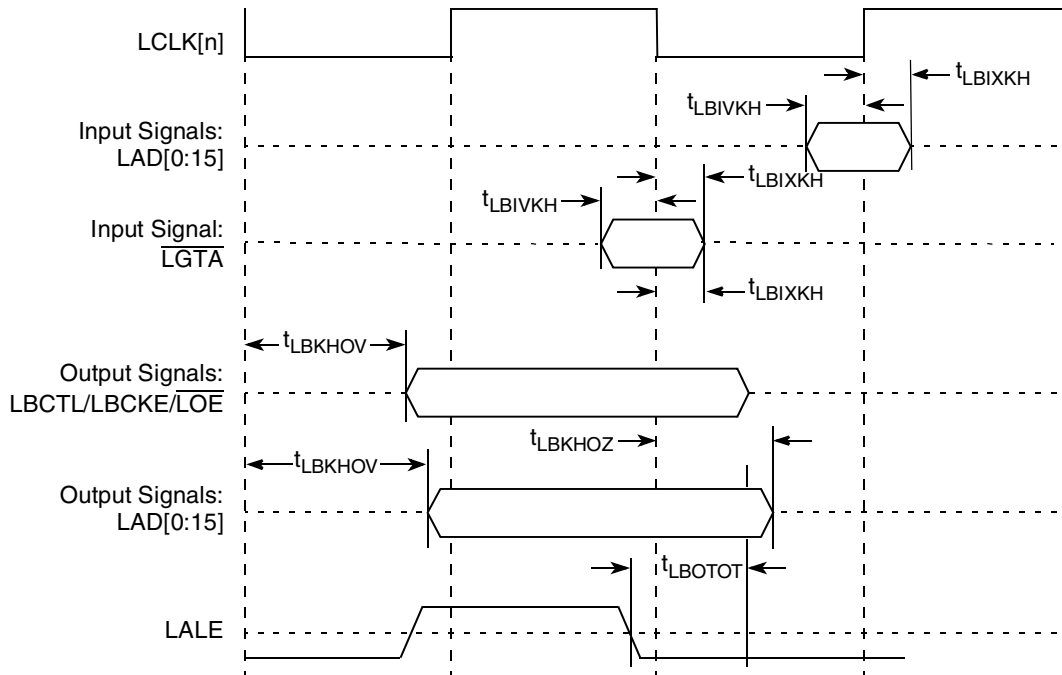 LCLK[n]
tLBIXKH
tLBIVKH
Input Signals:
LAD[0:15]
tLBIXKH
tLBIVKH
Input Signal:
LGTA
tLBIXKH
tLBKHOV
Output Signals:
LBCTL/LBCKE/LOE
tLBKHOZ
tLBKHOV
Output Signals:
LAD[0:15]
tLBOTOT
LALE